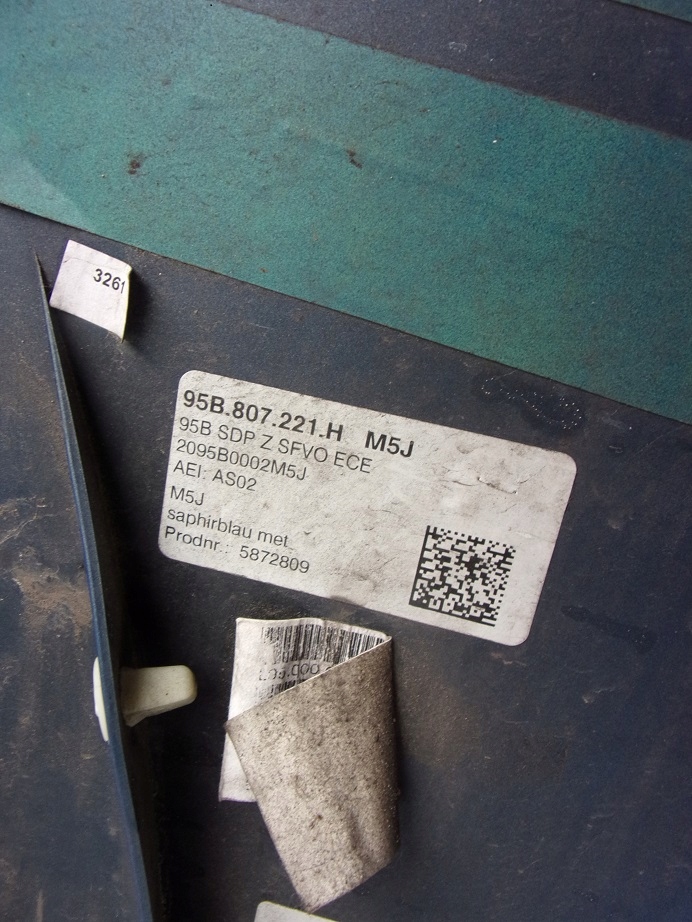 3261
95B.807.221.H M5J
95B SDP Z SFVO ECE
2095B0002M5J
AEI: AS02
M5J
saphirblau met
Prodnr.: 5872809